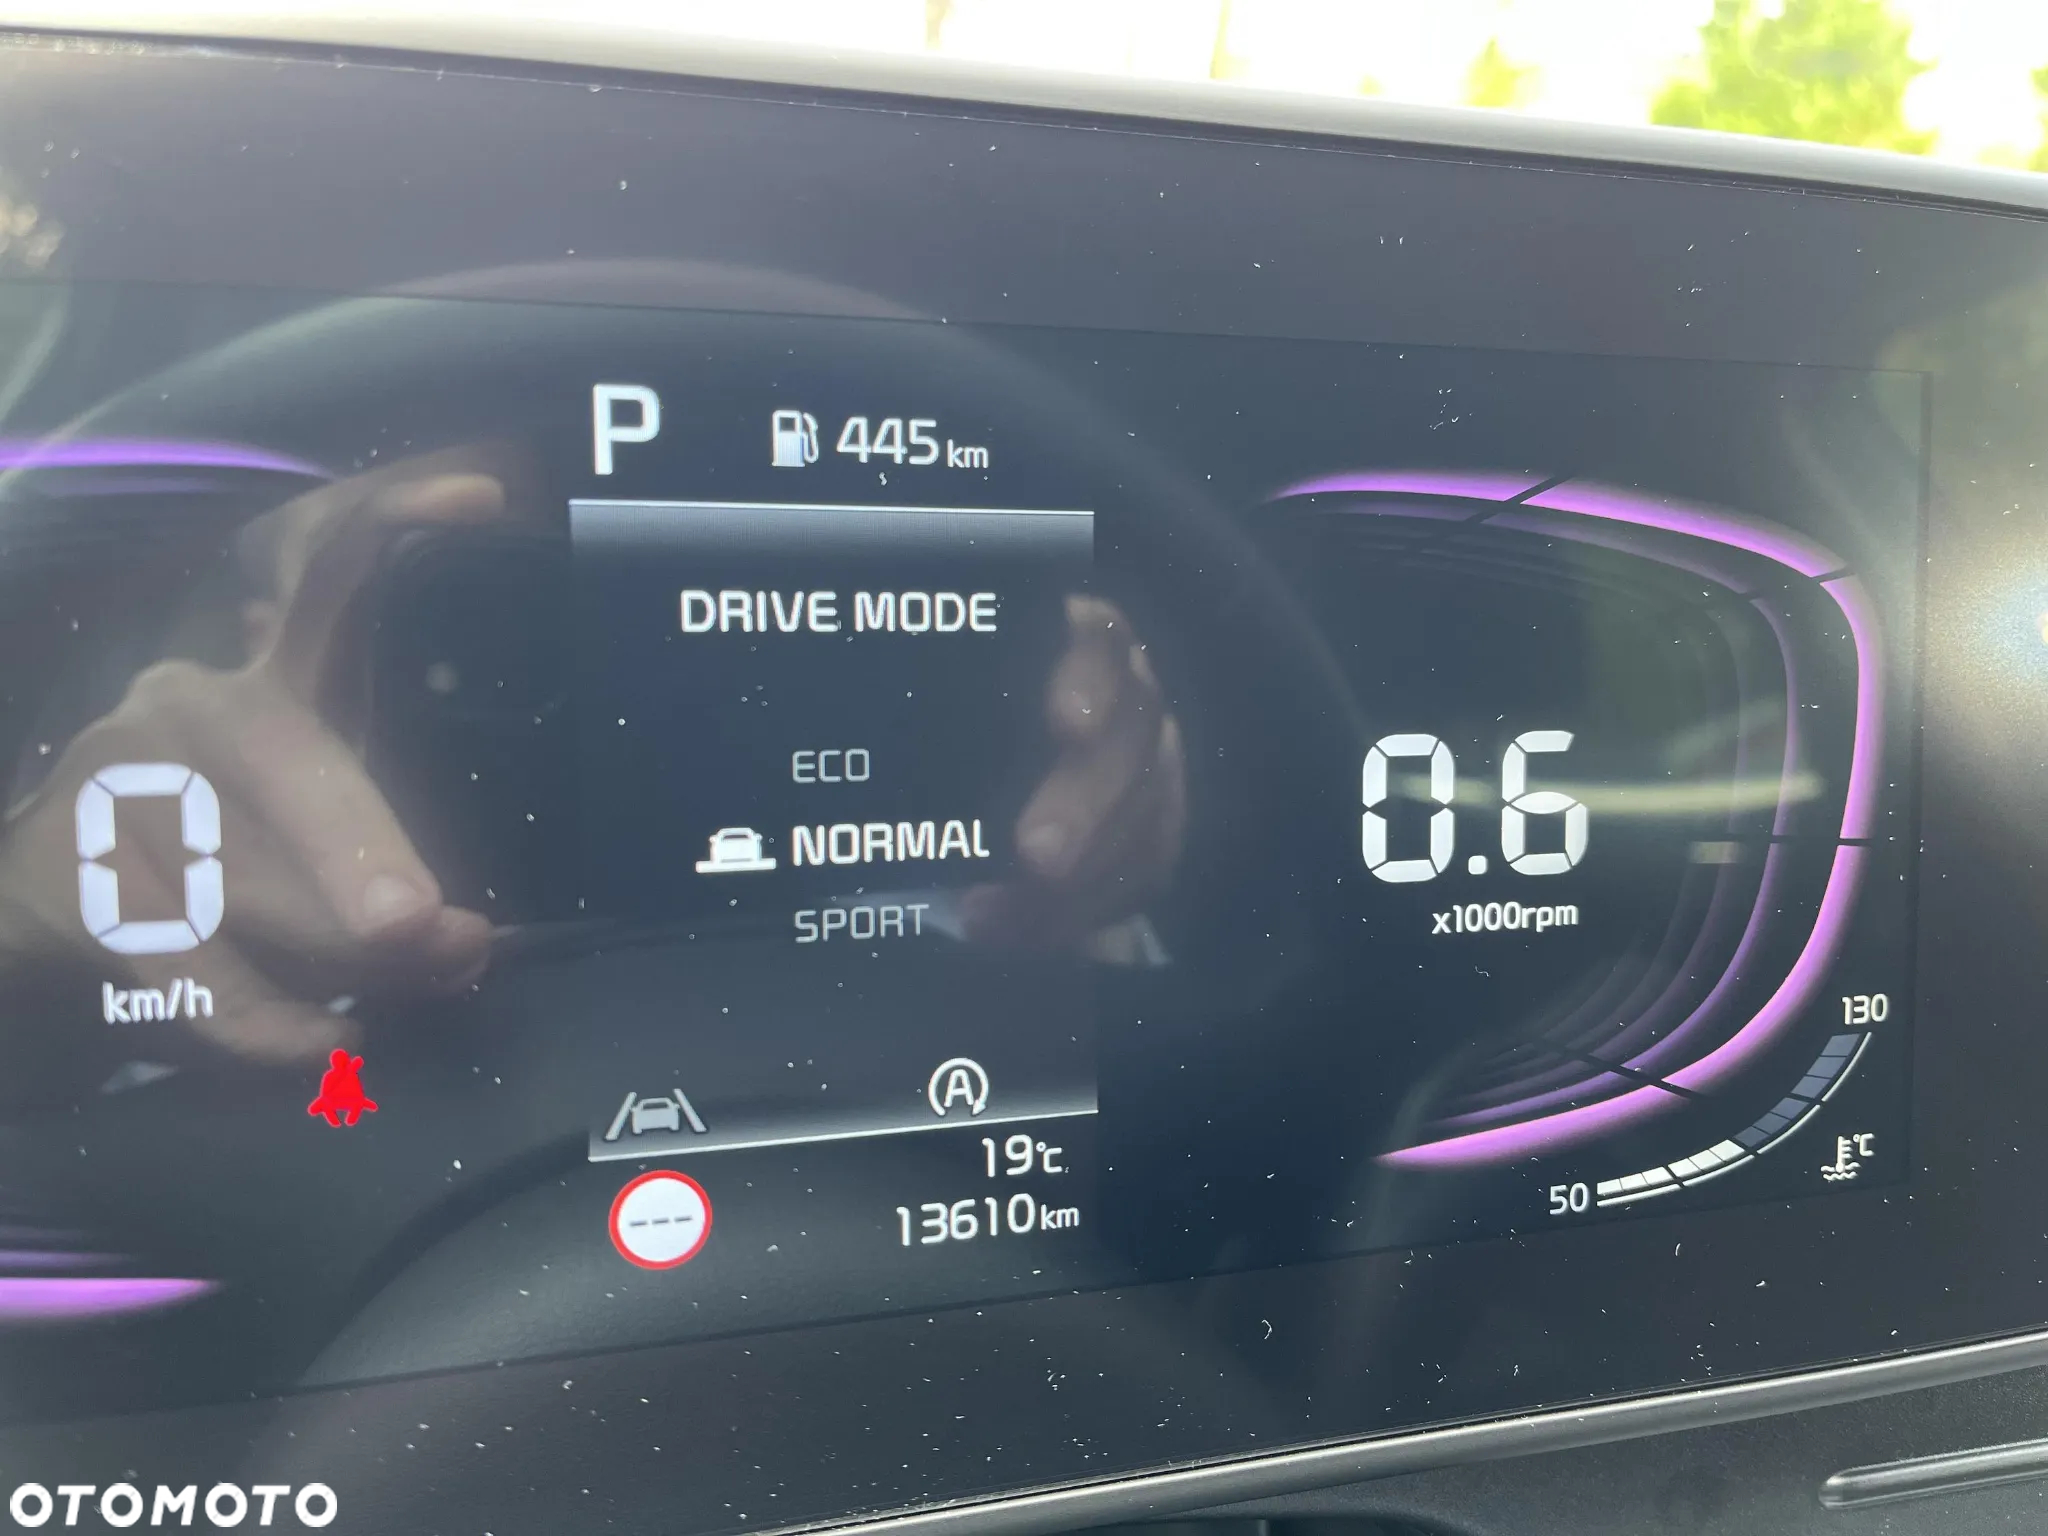 P 445 km
DRIVE MODE
ECO
NORMAL
SPORT
0
km/h
0.6
x1000rpm
A
19°C
13610 km
---
50
130
°C
OTOMOTO